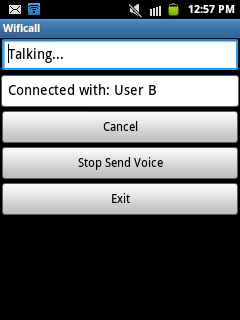 12:57 PM
Wificall
Talking...
Connected with: User B
Cancel
Stop Send Voice
Exit